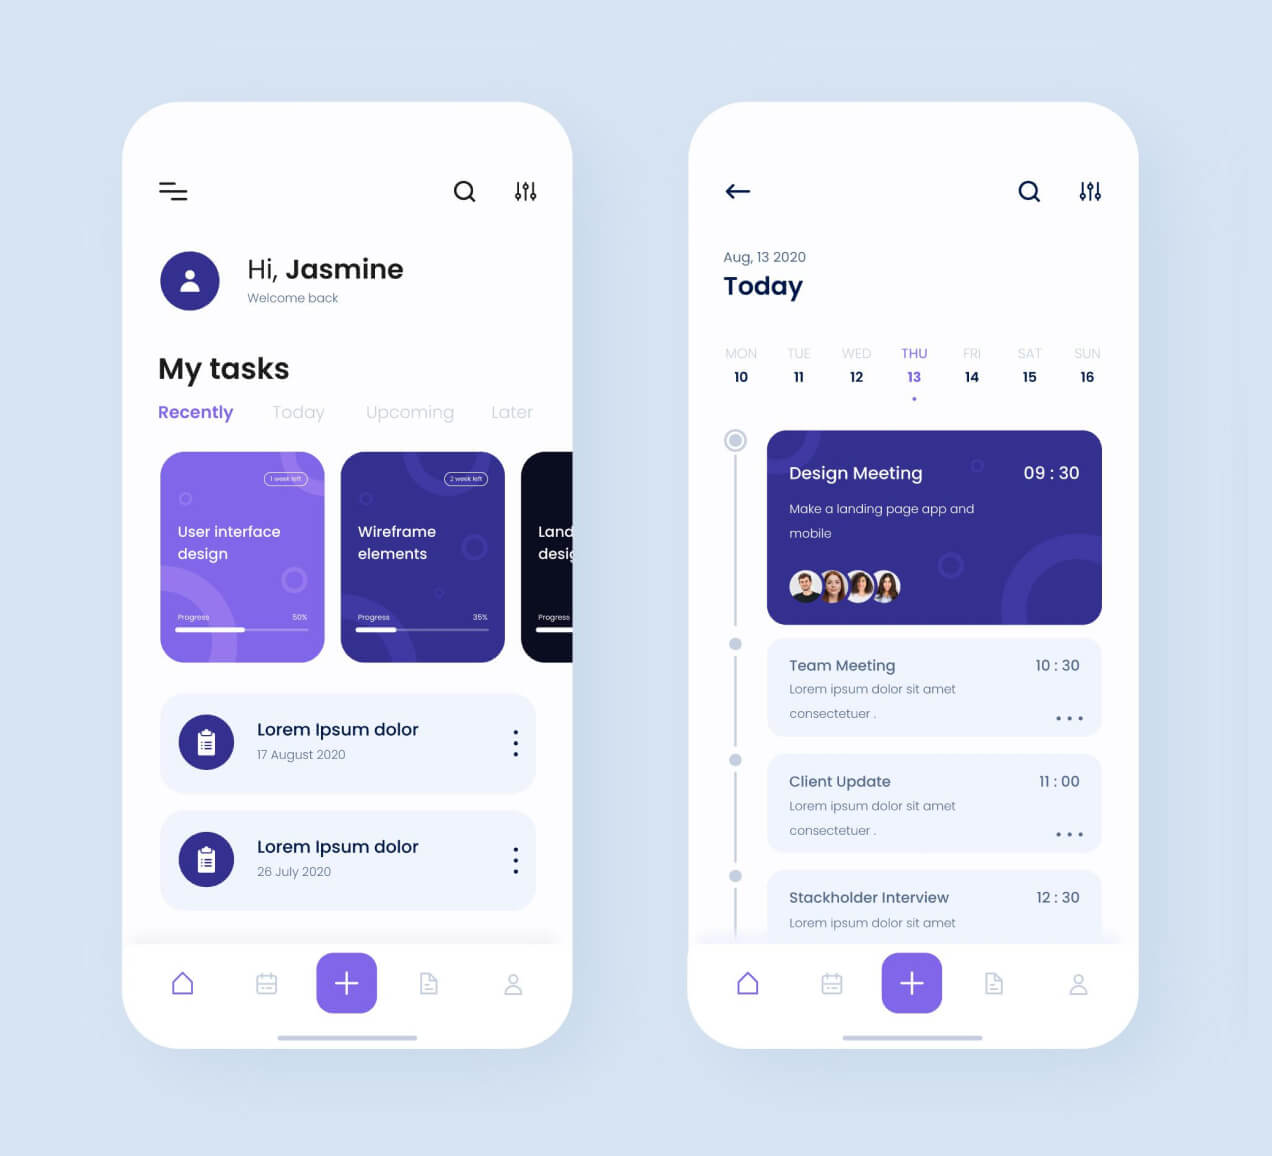 Hi, Jasmine
Welcome back
My tasks
Recently Today Upcoming Later
1 week left
User interface
design
Progress 50%
2 week left
Wireframe
elements
Progress 35%
Land
desig
Progress
Lorem Ipsum dolor
17 August 2020
Lorem Ipsum dolor
26 July 2020
Aug, 13 2020
Today
MON TUE WED THU FRI SAT SUN
10 11 12 13 14 15 16
Design Meeting 09 : 30
Make a landing page app and
mobile
Team Meeting 10 : 30
Lorem ipsum dolor sit amet
consectetuer .
Client Update 11 : 00
Lorem ipsum dolor sit amet
consectetuer .
Stackholder Interview 12 : 30
Lorem ipsum dolor sit amet